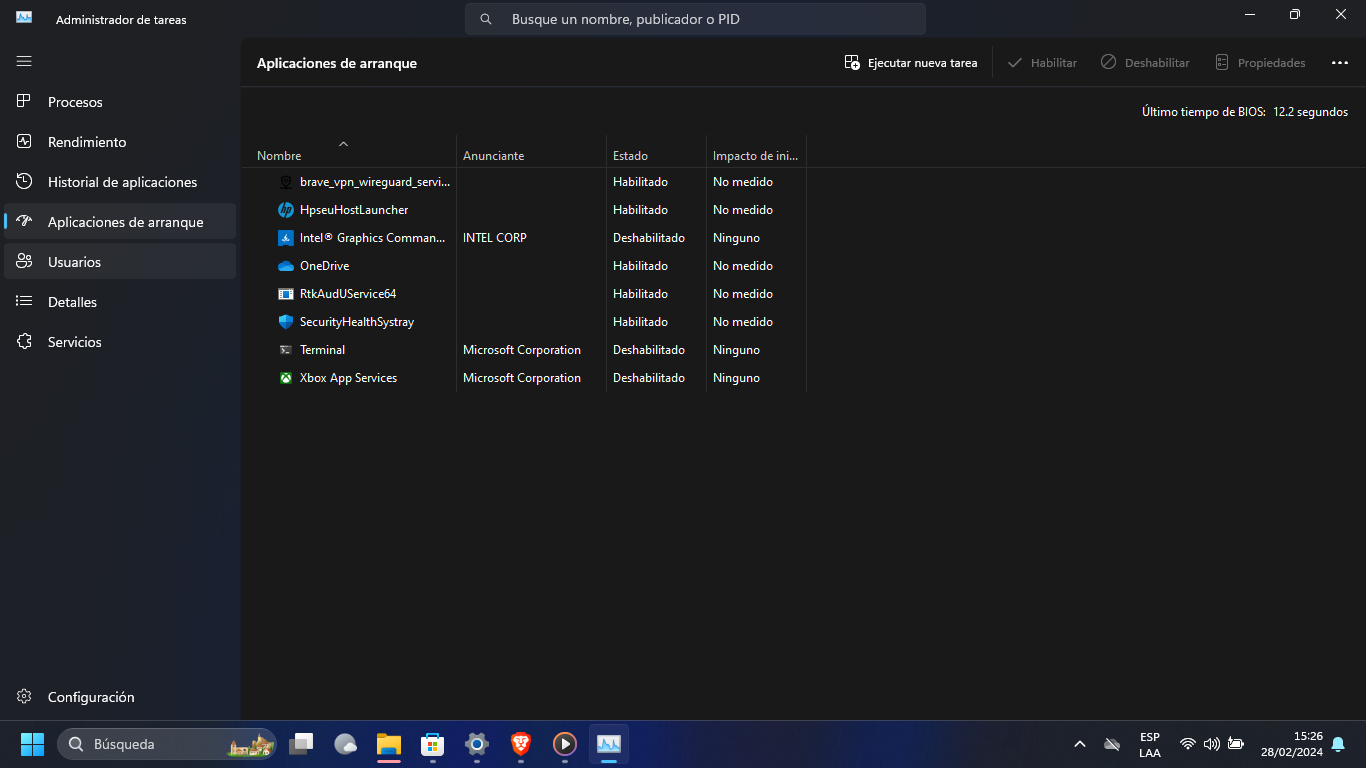 Administrador de tareas
Busque un nombre, publicador o PID
Aplicaciones de arranque
Ejecutar nueva tarea
Habilitar
Deshabilitar
Propiedades
Procesos
Rendimiento
Historial de aplicaciones
Aplicaciones de arranque
Usuarios
Detalles
Servicios
Configuración
Último tiempo de BIOS: 12.2 segundos
Nombre Anunciante Estado Impacto de ini...
brave_vpn_wireguard_servi... Habilitado No medido
HpseuHostLauncher Habilitado No medido
Intel® Graphics Comman... INTEL CORP Deshabilitado Ninguno
OneDrive Habilitado No medido
RtkAudUService64 Habilitado No medido
SecurityHealthSystray Habilitado No medido
Terminal Microsoft Corporation Deshabilitado Ninguno
Xbox App Services Microsoft Corporation Deshabilitado Ninguno
Búsqueda
ESP
LAA
15:26
28/02/2024